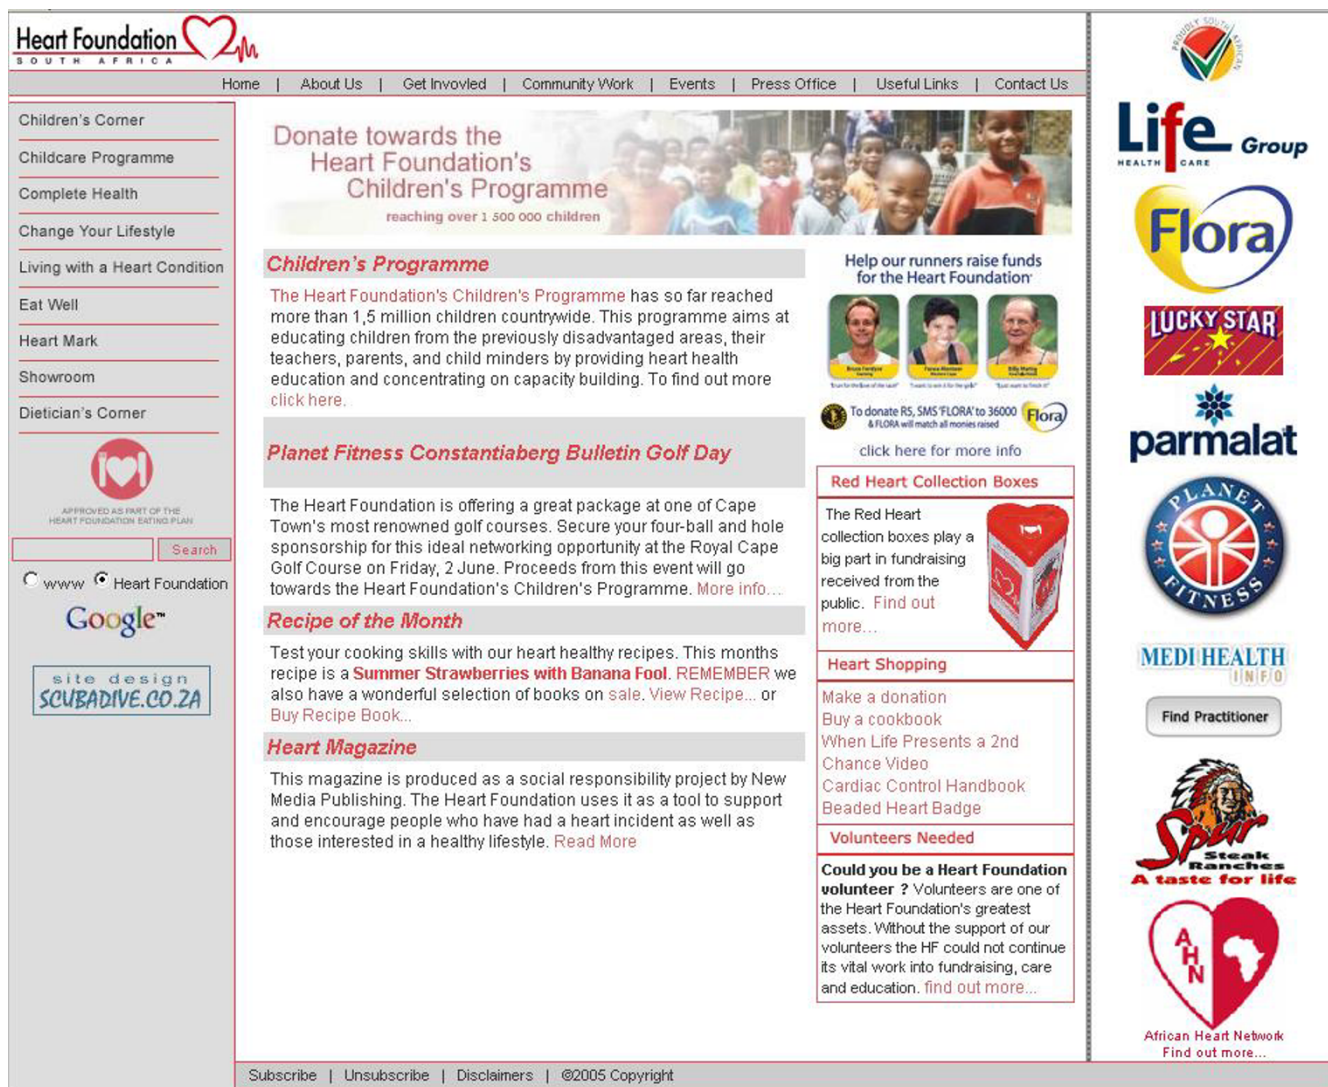 Heart Foundation
SOUTH AFRICA
Home | About Us | Get Invovled | Community Work | Events | Press Office | Useful Links | Contact Us
Children's Corner
Childcare Programme
Complete Health
Change Your Lifestyle
Living with a Heart Condition
Eat Well
Heart Mark
Showroom
Dietician's Corner
APPROVED AS PART OF THE
HEART FOUNDATION EATING PLAN
Search
www Heart Foundation
Google™
site design
SCUBADIVE.CO.ZA
Donate towards the
Heart Foundation's
Children's Programme
reaching over 1 500 000 children
Children's Programme
The Heart Foundation's Children's Programme has so far reached
more than 1,5 million children countrywide. This programme aims at
educating children from the previously disadvantaged areas, their
teachers, parents, and child minders by providing heart health
education and concentrating on capacity building. To find out more
click here.
Planet Fitness Constantiaberg Bulletin Golf Day
The Heart Foundation is offering a great package at one of Cape
Town's most renowned golf courses. Secure your four-ball and hole
sponsorship for this ideal networking opportunity at the Royal Cape
Golf Course on Friday, 2 June. Proceeds from this event will go
towards the Heart Foundation's Children's Programme. More info...
Recipe of the Month
Test your cooking skills with our heart healthy recipes. This months
recipe is a Summer Strawberries with Banana Fool. REMEMBER we
also have a wonderful selection of books on sale. View Recipe... or
Buy Recipe Book...
Heart Magazine
This magazine is produced as a social responsibility project by New
Media Publishing. The Heart Foundation uses it as a tool to support
and encourage people who have had a heart incident as well as
those interested in a healthy lifestyle. Read More
Help our runners raise funds
for the Heart Foundation
To donate R5, SMS 'FLORA' to 36000
& FLORA will match all monies raised
Flora
click here for more info
Red Heart Collection Boxes
The Red Heart
collection boxes play a
big part in fundraising
received from the
public. Find out
more...
Heart Shopping
Make a donation
Buy a cookbook
When Life Presents a 2nd
Chance Video
Cardiac Control Handbook
Beaded Heart Badge
Volunteers Needed
Could you be a Heart Foundation
volunteer ? Volunteers are one of
the Heart Foundation's greatest
assets. Without the support of our
volunteers the HF could not continue
its vital work into fundraising, care
and education. find out more...
PROUDLY SOUTH AFRICAN
Life
HEALTH CARE Group
Flora
LUCKY STAR
parmalat
PLANET
FITNESS
MEDI HEALTH
INFO
Find Practitioner
Spur
Steak
Ranches
A taste for life
AHN
African Heart Network
Find out more...
Subscribe | Unsubscribe | Disclaimers | ©2005 Copyright